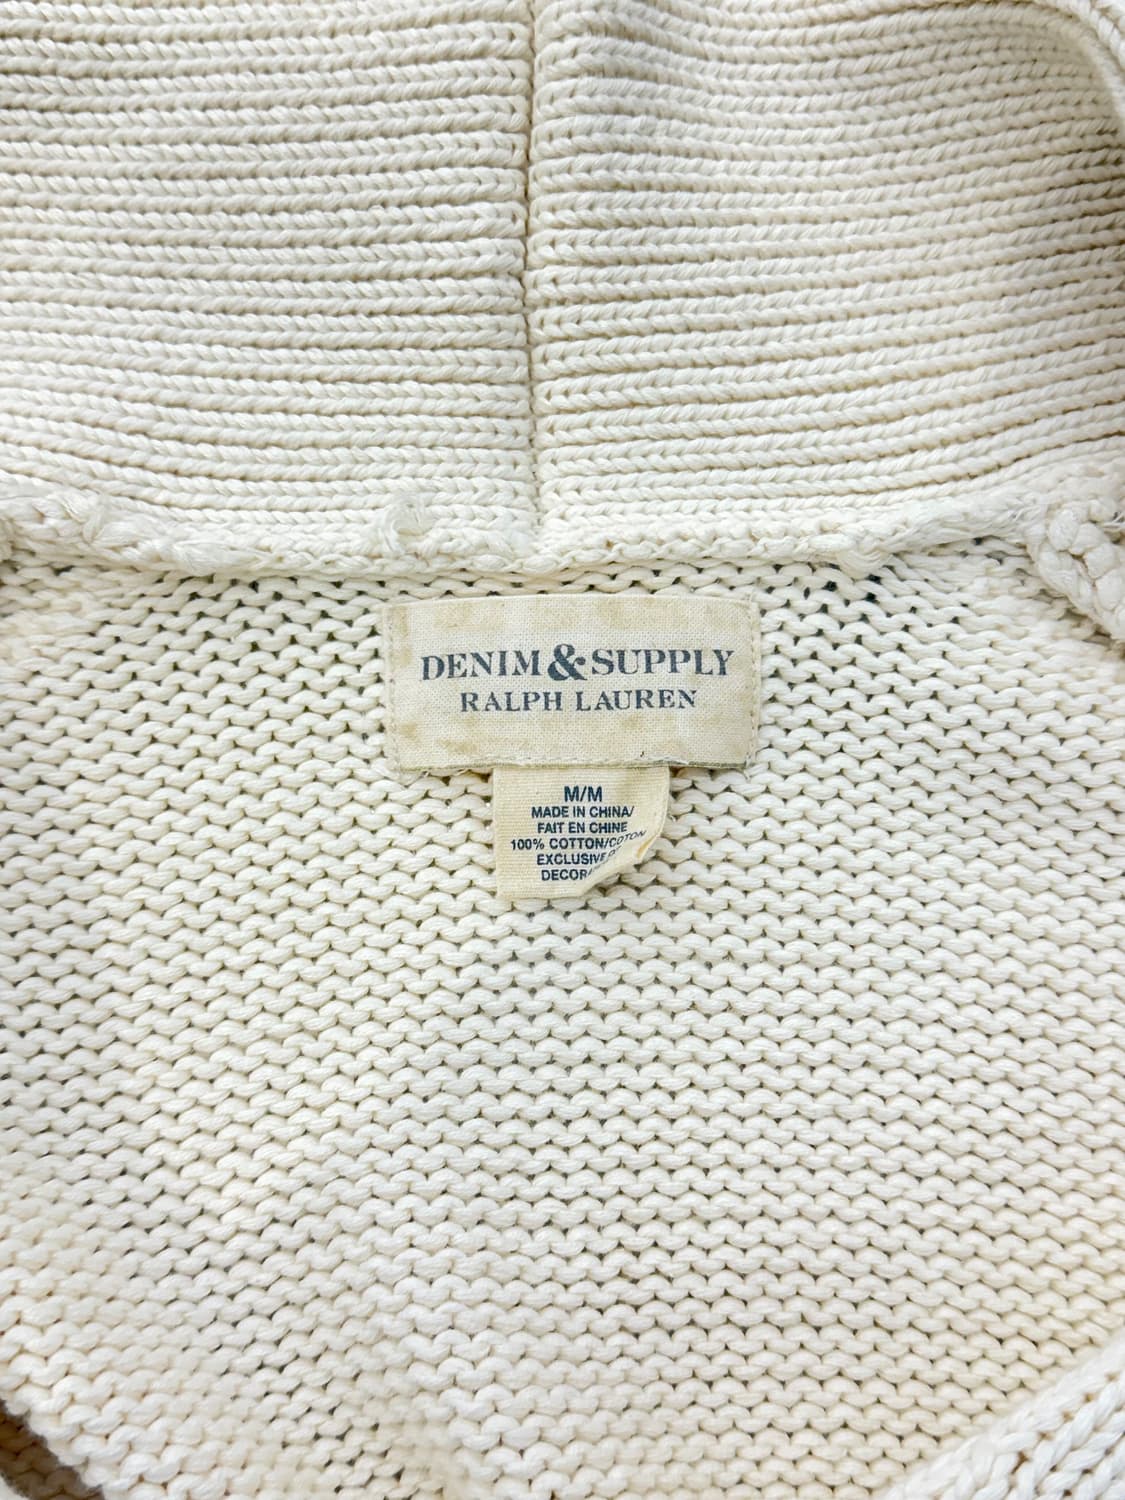 DENIM & SUPPLY
RALPH LAUREN
M/M
MADE IN CHINA/
FAIT EN CHINE
100% COTTON/COTON
EXCLUSIVE